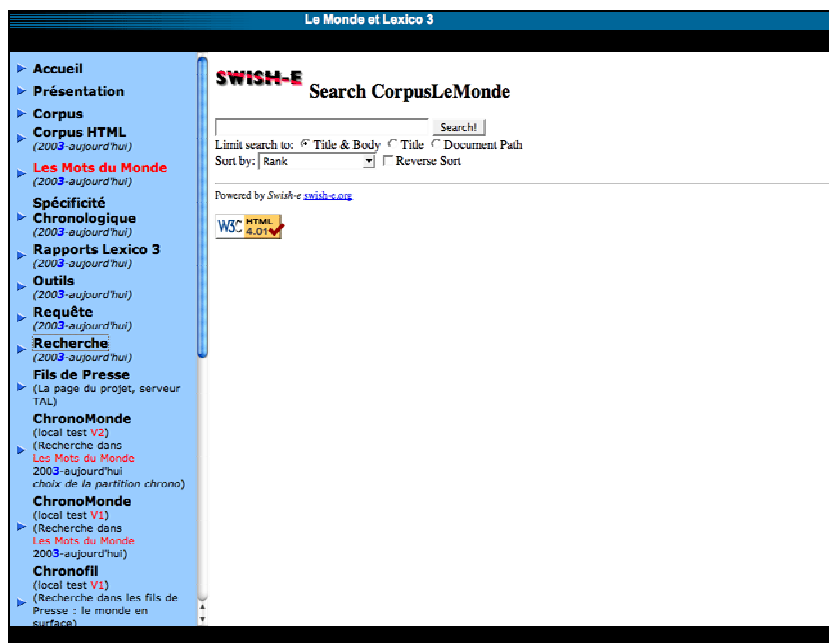 Le Monde et Lexico 3
Accueil
Présentation
Corpus
Corpus HTML
(2003-aujourd'hui)
Les Mots du Monde
(2003-aujourd'hui)
Spécificité
Chronologique
(2003-aujourd'hui)
Rapports Lexico 3
(2003-aujourd'hui)
Outils
(2003-aujourd'hui)
Requête
(2003-aujourd'hui)
Recherche
(2003-aujourd'hui)
Fils de Presse
(La page du projet, serveur
TAL)
ChronoMonde
(local test V2)
(Recherche dans
Les Mots du Monde
2003-aujourd'hui
choix de la partition chrono)
ChronoMonde
(local test V1)
(Recherche dans
Les Mots du Monde
2003-aujourd'hui)
Chronofil
(local test V1)
(Recherche dans les fils de
Presse : le monde en
surface)
SWISH-E Search CorpusLeMonde
Search!
Limit search to: Title & Body Title Document Path
Sort by: Rank Reverse Sort
Powered by Swish-e swish-e.org
W3C HTML 4.01